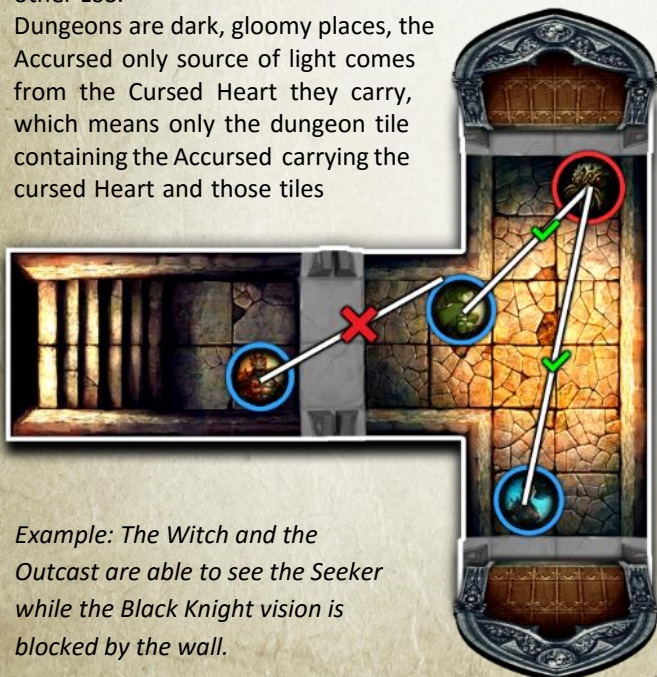 other LoS.
Dungeons are dark, gloomy places, the
Accursed only source of light comes
from the Cursed Heart they carry,
which means only the dungeon tile
containing the Accursed carrying the
cursed Heart and those tiles
Example: The Witch and the
Outcast are able to see the Seeker
while the Black Knight vision is
blocked by the wall.